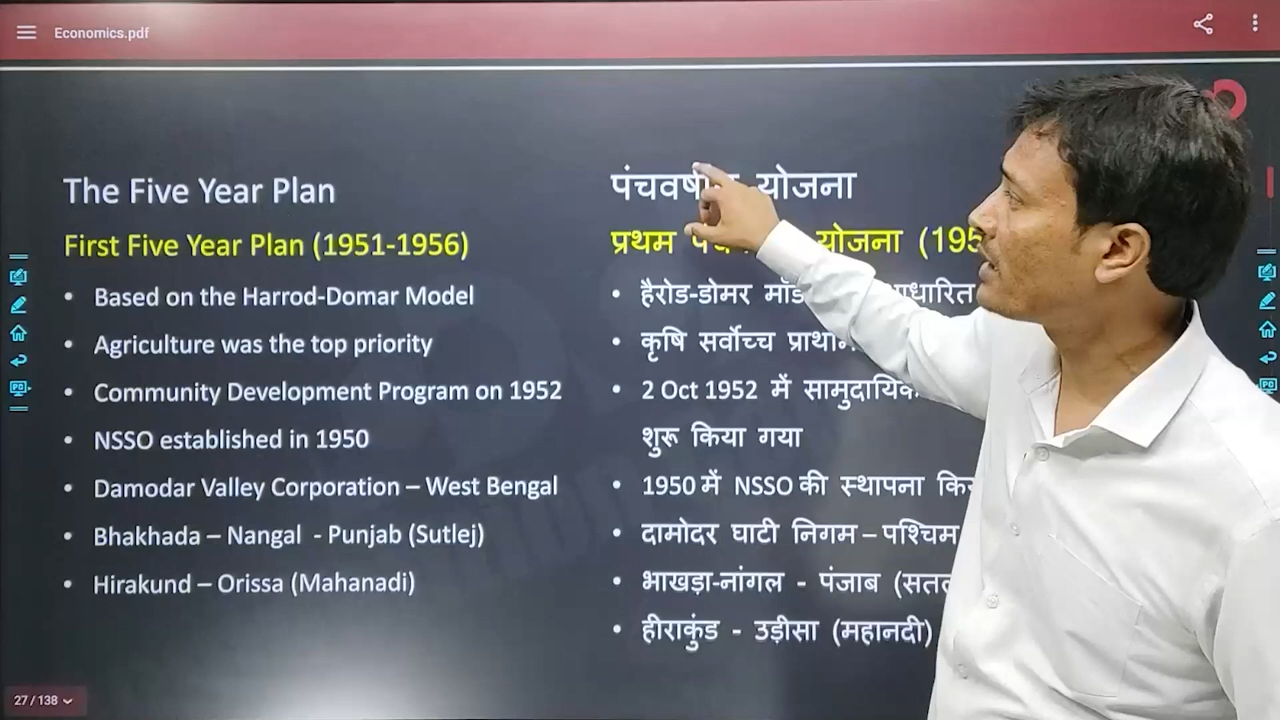 Economics.pdf
The Five Year Plan
First Five Year Plan (1951-1956)
• Based on the Harrod-Domar Model
• Agriculture was the top priority
• Community Development Program on 1952
• NSSO established in 1950
• Damodar Valley Corporation – West Bengal
• Bhakhada – Nangal - Punjab (Sutlej)
• Hirakund – Orissa (Mahanadi)
योजना
प्रथम योजना (195
• हैरोड-डोमर
• कृषि सर्वोच्च
• 2 Oct 1952 में
शुरू किया गया
• 1950 में NSSO की स्थापना
• दामोदर घाटी निगम – पश्चिम
• भाखड़ा-नांगल - पंजाब
• हीराकुंड - उड़ीसा (महानदी)
27 / 138